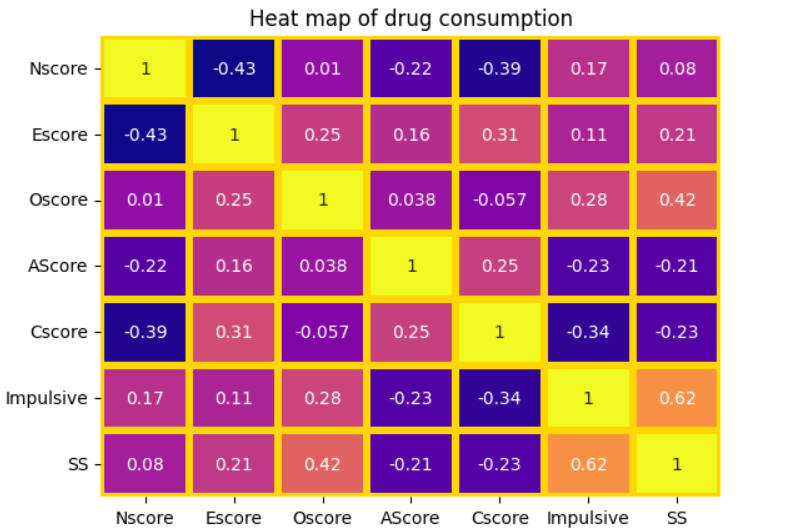 Heat map of drug consumption
Nscore 1 -0.43 0.01 -0.22 -0.39 0.17 0.08
Escore -0.43 1 0.25 0.16 0.31 0.11 0.21
Oscore 0.01 0.25 1 0.038 -0.057 0.28 0.42
AScore -0.22 0.16 0.038 1 0.25 -0.23 -0.21
Cscore -0.39 0.31 -0.057 0.25 1 -0.34 -0.23
Impulsive 0.17 0.11 0.28 -0.23 -0.34 1 0.62
SS 0.08 0.21 0.42 -0.21 -0.23 0.62 1
Nscore Escore Oscore AScore Cscore Impulsive SS